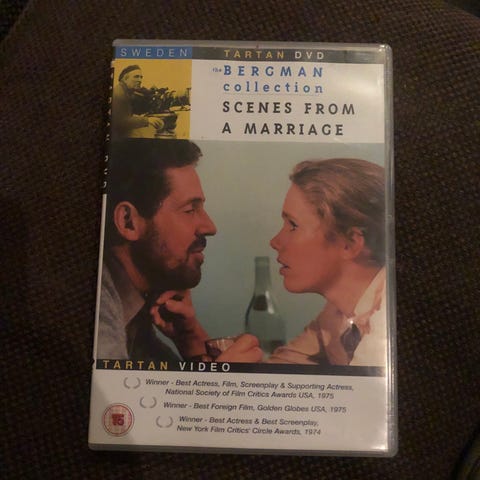 SWEDEN
TARTAN DVD
the BERGMAN
collection
SCENES FROM
A MARRIAGE
TARTAN VIDEO
Winner - Best Actress, Film, Screenplay & Supporting Actress,
National Society of Film Critics Awards USA, 1975
Winner - Best Foreign Film, Golden Globes USA, 1975
Winner - Best Actress & Best Screenplay,
New York Film Critics' Circle Awards, 1974
15